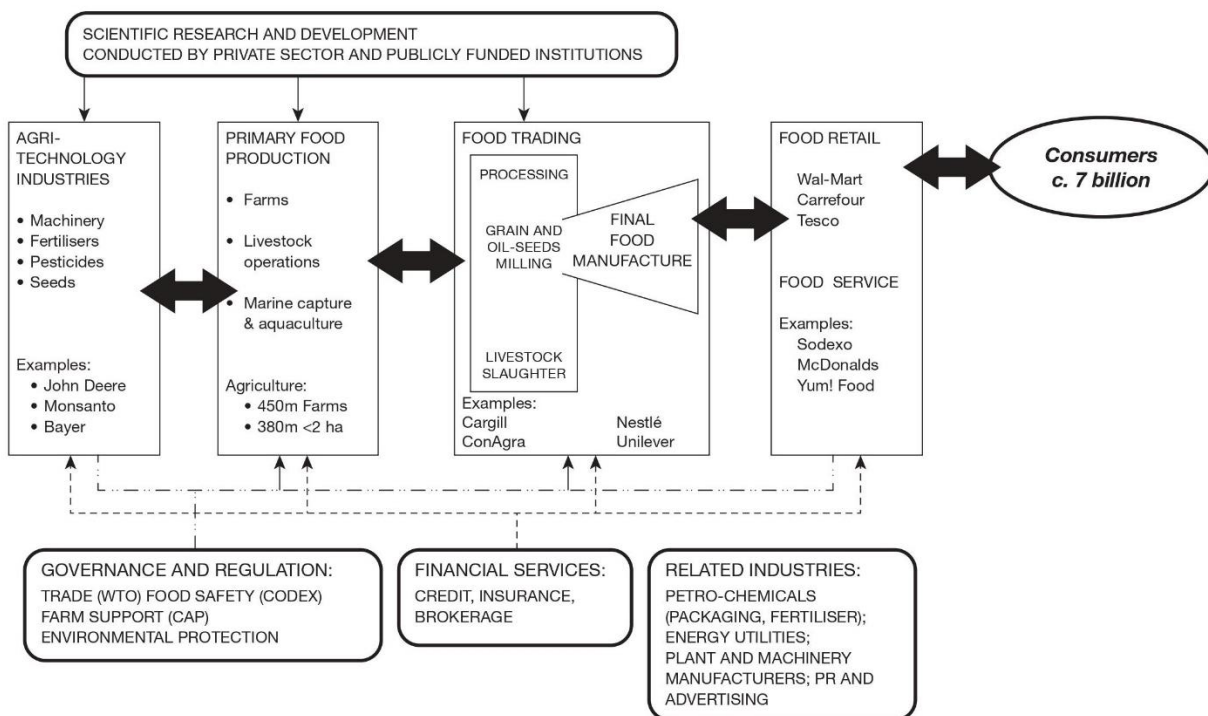 SCIENTIFIC RESEARCH AND DEVELOPMENT
CONDUCTED BY PRIVATE SECTOR AND PUBLICLY FUNDED INSTITUTIONS
AGRI-
TECHNOLOGY
INDUSTRIES
• Machinery
• Fertilisers
• Pesticides
• Seeds
Examples:
• John Deere
• Monsanto
• Bayer
PRIMARY FOOD
PRODUCTION
• Farms
• Livestock
operations
• Marine capture
& aquaculture
Agriculture:
• 450m Farms
• 380m <2 ha
FOOD TRADING
PROCESSING
GRAIN AND
OIL-SEEDS
MILLING
LIVESTOCK
SLAUGHTER
FINAL
FOOD
MANUFACTURE
Examples:
Cargill
ConAgra
Nestlé
Unilever
FOOD RETAIL
Wal-Mart
Carrefour
Tesco
FOOD SERVICE
Examples:
Sodexo
McDonalds
Yum! Food
Consumers
c. 7 billion
GOVERNANCE AND REGULATION:
TRADE (WTO) FOOD SAFETY (CODEX)
FARM SUPPORT (CAP)
ENVIRONMENTAL PROTECTION
FINANCIAL SERVICES:
CREDIT, INSURANCE,
BROKERAGE
RELATED INDUSTRIES:
PETRO-CHEMICALS
(PACKAGING, FERTILISER);
ENERGY UTILITIES;
PLANT AND MACHINERY
MANUFACTURERS; PR AND
ADVERTISING